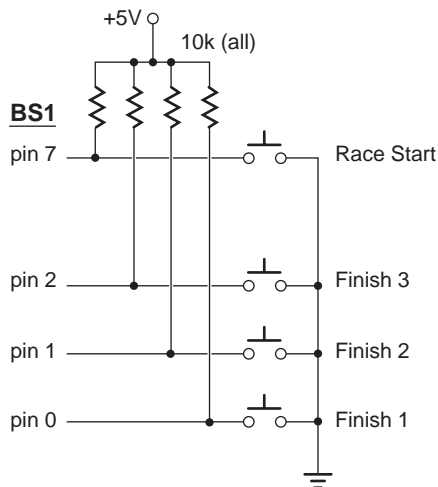 +5V
10k (all)
BS1
pin 7 Race Start
pin 2 Finish 3
pin 1 Finish 2
pin 0 Finish 1